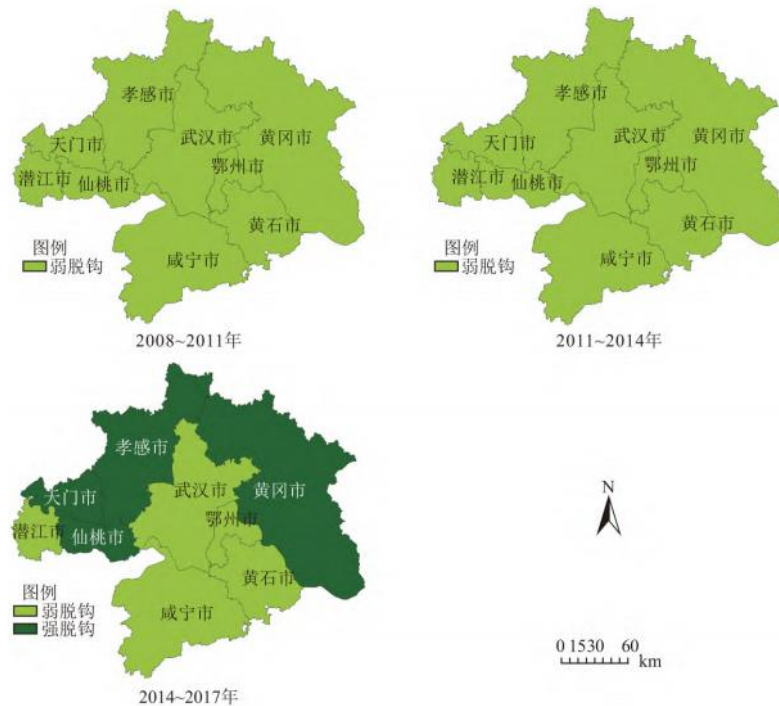 孝感市
武汉市
黄冈市
天门市
鄂州市
潜江市
仙桃市
黄石市
咸宁市
图例
弱脱钩
2008~2011年
孝感市
武汉市
黄冈市
天门市
鄂州市
潜江市
仙桃市
黄石市
咸宁市
图例
弱脱钩
2011~2014年
孝感市
武汉市
黄冈市
天门市
鄂州市
潜江市
仙桃市
黄石市
咸宁市
图例
弱脱钩
强脱钩
2014~2017年
N
0 1530 60
km